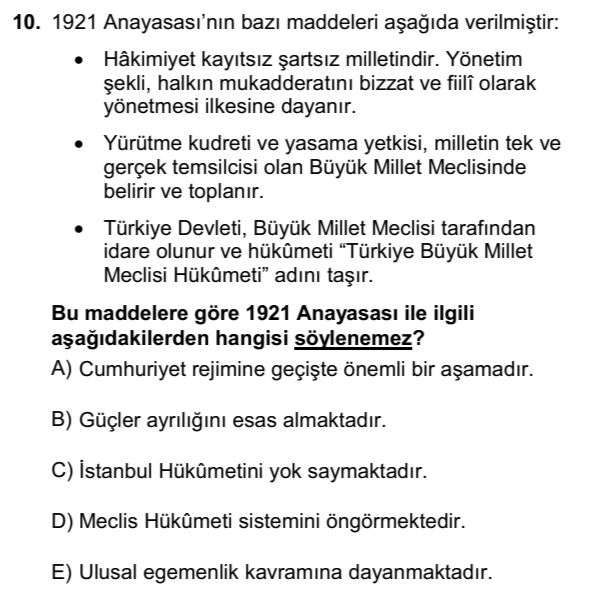 10. 1921 Anayasası’nın bazı maddeleri aşağıda verilmiştir:
• Hâkimiyet kayıtsız şartsız milletindir. Yönetim
şekli, halkın mukadderatını bizzat ve fiilî olarak
yönetmesi ilkesine dayanır.
• Yürütme kudreti ve yasama yetkisi, milletin tek ve
gerçek temsilcisi olan Büyük Millet Meclisinde
belirir ve toplanır.
• Türkiye Devleti, Büyük Millet Meclisi tarafından
idare olunur ve hükûmeti “Türkiye Büyük Millet
Meclisi Hükûmeti” adını taşır.
Bu maddelere göre 1921 Anayasası ile ilgili
aşağıdakilerden hangisi söylenemez?
A) Cumhuriyet rejimine geçişte önemli bir aşamadır.
B) Güçler ayrılığını esas almaktadır.
C) İstanbul Hükûmetini yok saymaktadır.
D) Meclis Hükûmeti sistemini öngörmektedir.
E) Ulusal egemenlik kavramına dayanmaktadır.